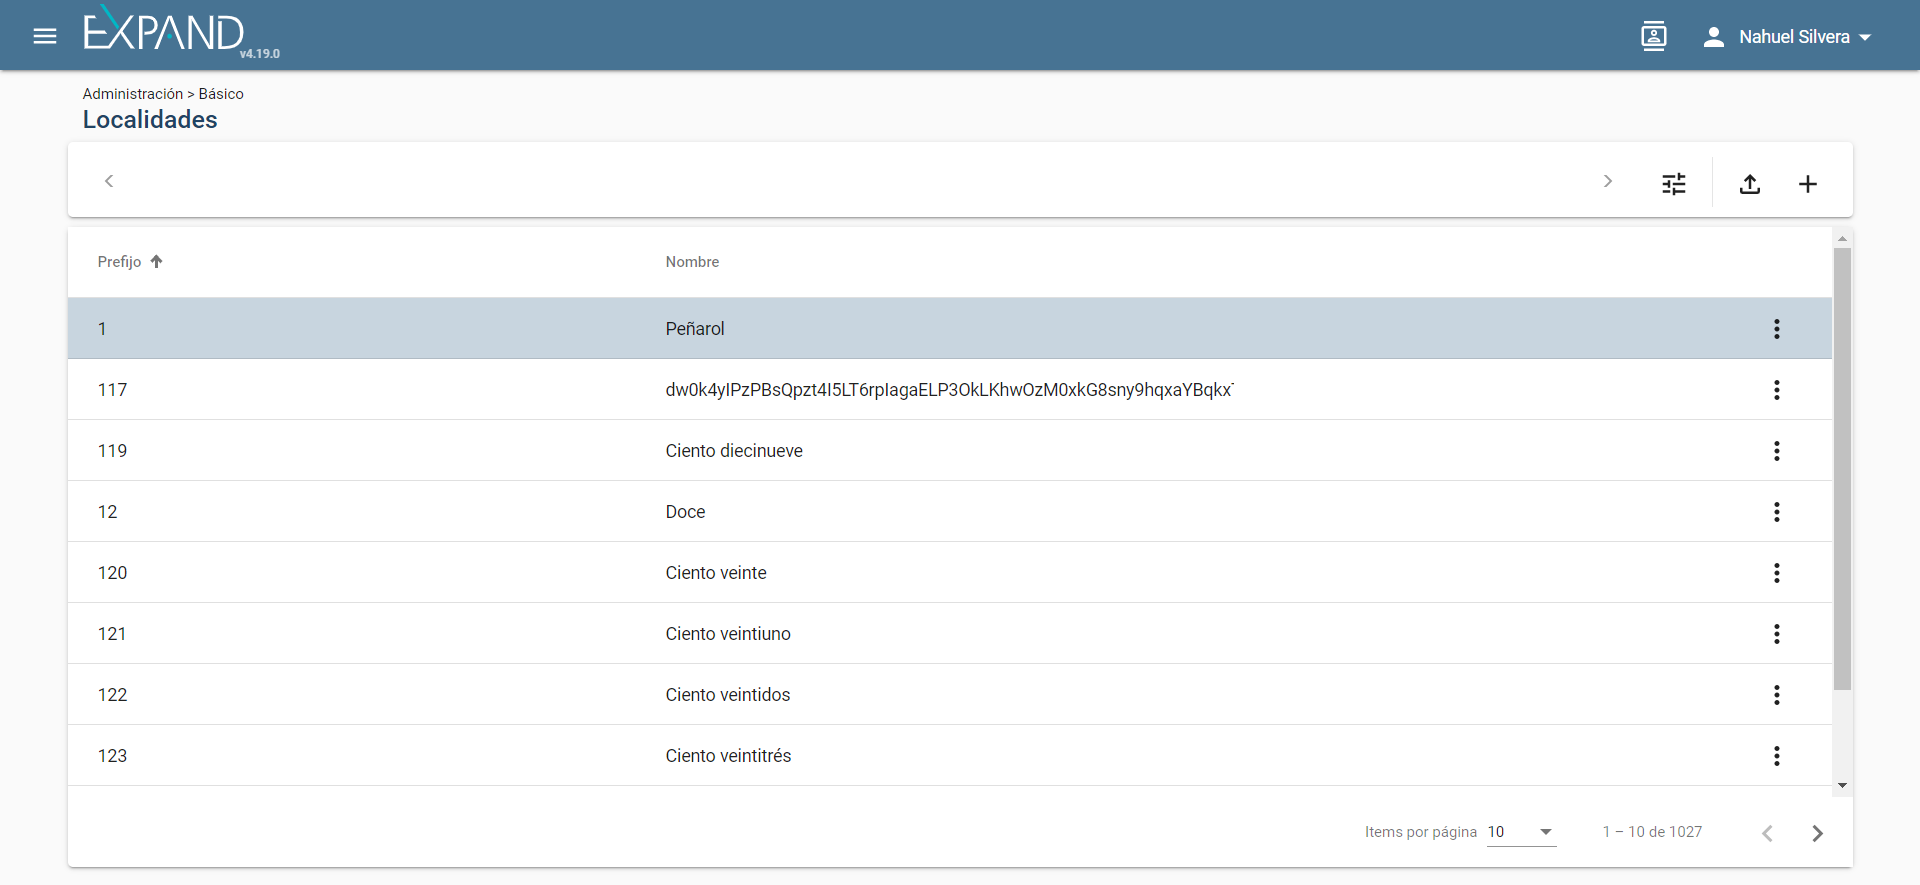 EXPAND
v4.19.0
Nahuel Silvera
Administración > Básico
Localidades
Prefijo Nombre
1 Peñarol
117 dw0k4yIPzPBsQpzt4I5LT6rpIagaELP3OkLKhwOzM0xkG8sny9hqxaYBqkx
119 Ciento diecinueve
12 Doce
120 Ciento veinte
121 Ciento veintiuno
122 Ciento veintidos
123 Ciento veintitrés
Items por página 10 1 – 10 de 1027